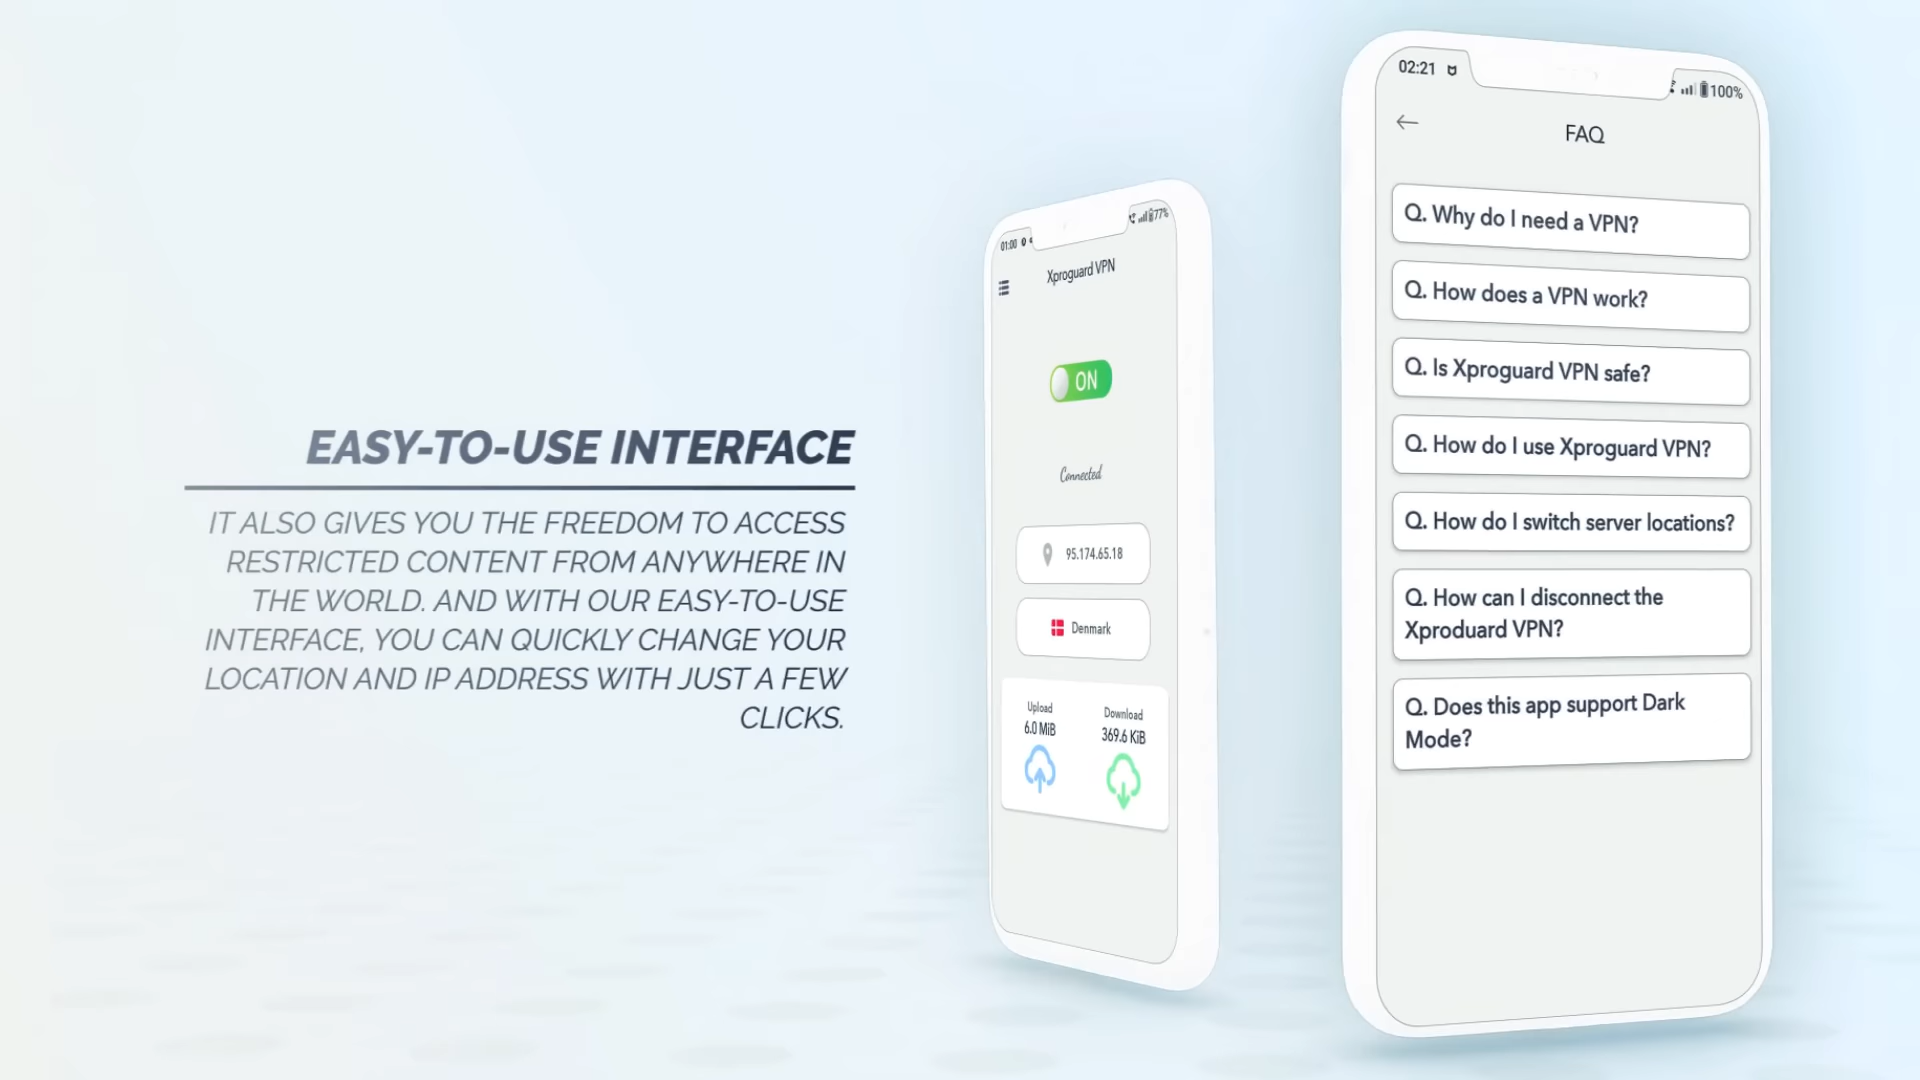 EASY-TO-USE INTERFACE
IT ALSO GIVES YOU THE FREEDOM TO ACCESS
RESTRICTED CONTENT FROM ANYWHERE IN
THE WORLD. AND WITH OUR EASY-TO-USE
INTERFACE, YOU CAN QUICKLY CHANGE YOUR
LOCATION AND IP ADDRESS WITH JUST A FEW
CLICKS.
01:00
77%
Xproguard VPN
ON
Connected
95.174.65.18
Denmark
Upload
6.0 MiB
Download
369.6 KiB
02:21
100%
FAQ
Q. Why do I need a VPN?
Q. How does a VPN work?
Q. Is Xproguard VPN safe?
Q. How do I use Xproguard VPN?
Q. How do I switch server locations?
Q. How can I disconnect the
Xproduard VPN?
Q. Does this app support Dark
Mode?